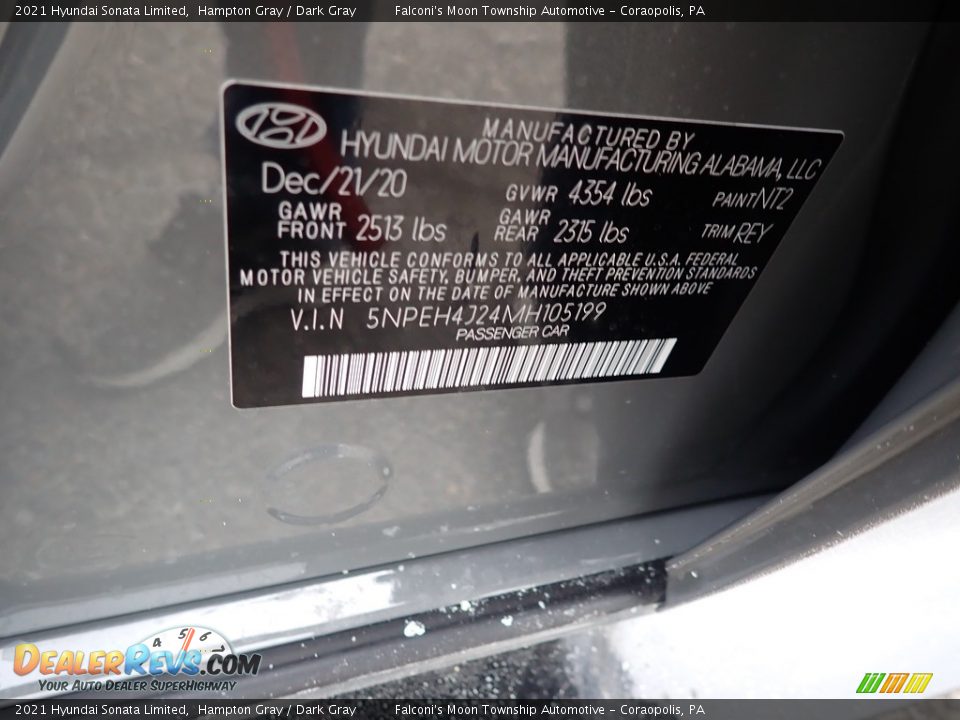 2021 Hyundai Sonata Limited, Hampton Gray / Dark Gray Falconi's Moon Township Automotive - Coraopolis, PA
MANUFACTURED BY
HYUNDAI MOTOR MANUFACTURING ALABAMA, LLC
Dec/21/20 GVWR 4354 lbs PAINT NT2
GAWR FRONT 2513 lbs GAWR REAR 2315 lbs TRIM REY
THIS VEHICLE CONFORMS TO ALL APPLICABLE U.S.A. FEDERAL
MOTOR VEHICLE SAFETY, BUMPER, AND THEFT PREVENTION STANDARDS
IN EFFECT ON THE DATE OF MANUFACTURE SHOWN ABOVE
V.I.N 5NPEH4J24MH105199
PASSENGER CAR
4 5 6
DealerRevs.com
Your Auto Dealer SuperHighway
2021 Hyundai Sonata Limited, Hampton Gray / Dark Gray Falconi's Moon Township Automotive - Coraopolis, PA